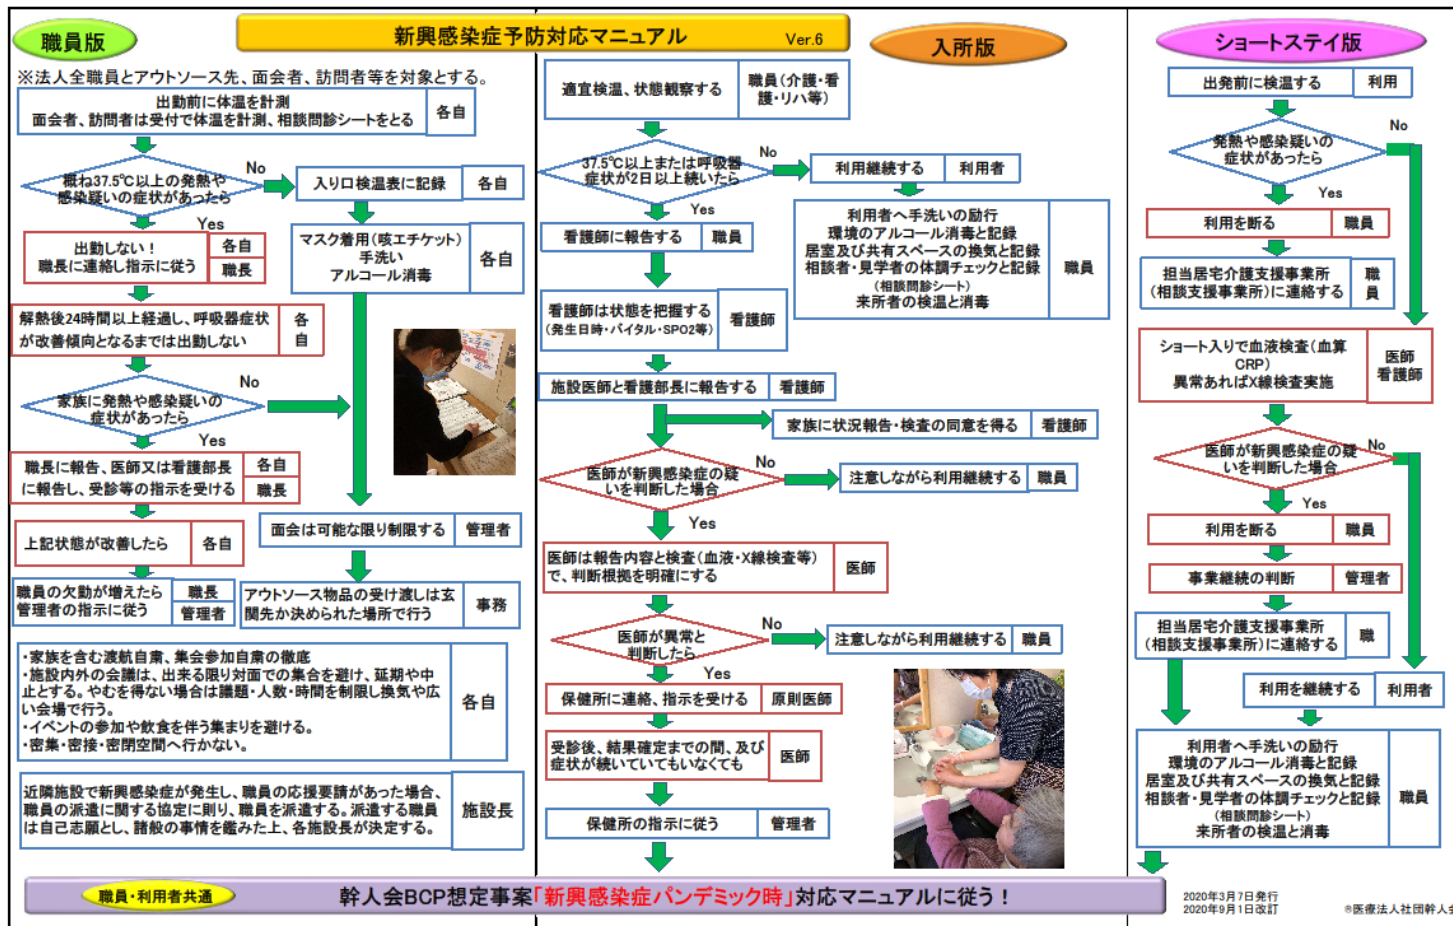 職員版
新興感染症予防対応マニュアル Ver.6
※法人全職員とアウトソース先、面会者、訪問者等を対象とする。
出勤前に体温を計測
面会者、訪問者は受付で体温を計測、相談問診シートをとる
各自
概ね37.5℃以上の発熱や
感染疑いの症状があったら
No
入り口検温表に記録
各自
Yes
出勤しない!
職長に連絡し指示に従う
各自
職長
マスク着用(咳エチケット)
手洗い
アルコール消毒
各自
解熱後24時間以上経過し、呼吸器症状
が改善傾向となるまでは出勤しない
各
自
家族に発熱や感染疑いの
症状があったら
No
Yes
職長に報告、医師又は看護部長
に報告し、受診等の指示を受ける
各自
職長
上記状態が改善したら
各自
面会は可能な限り制限する
管理者
職員の欠勤が増えたら
管理者の指示に従う
職長
管理者
アウトソース物品の受け渡しは玄
関先か決められた場所で行う
事務
・家族を含む渡航自粛、集会参加自粛の徹底
・施設内外の会議は、出来る限り対面での集合を避け、延期や中
止とする。やむを得ない場合は議題・人数・時間を制限し換気や広
い会場で行う。
・イベントの参加や飲食を伴う集まりを避ける。
・密集・密接・密閉空間へ行かない。
各自
近隣施設で新興感染症が発生し、職員の応援要請があった場合、
職員の派遣に関する協定に則り、職員を派遣する。派遣する職員
は自己志願とし、諸般の事情を鑑みた上、各施設長が決定する。
施設長
入所版
適宜検温、状態観察する
職員(介護・看
護・リハ等)
37.5℃以上または呼吸器
症状が2日以上続いたら
No
利用継続する
利用者
Yes
看護師に報告する
職員
利用者へ手洗いの励行
環境のアルコール消毒と記録
居室及び共有スペースの換気と記録
相談者・見学者の体調チェックと記録
(相談問診シート)
来所者の検温と消毒
職員
看護師は状態を把握する
(発生日時・バイタル・SPO2等)
看護師
施設医師と看護部長に報告する
看護師
家族に状況報告・検査の同意を得る
看護師
医師が新興感染症の疑
いを判断した場合
No
注意しながら利用継続する
職員
Yes
医師は報告内容と検査(血液・X線検査等)
で、判断根拠を明確にする
医師
医師が異常と
判断したら
No
注意しながら利用継続する
職員
Yes
保健所に連絡、指示を受ける
原則医師
受診後、結果確定までの間、及び
症状が続いていてもいなくても
医師
保健所の指示に従う
管理者
ショートステイ版
出発前に検温する
利用
発熱や感染疑いの
症状があったら
No
Yes
利用を断る
職員
担当居宅介護支援事業所
(相談支援事業所)に連絡する
職
員
ショート入りで血液検査(血算
CRP)
異常あればX線検査実施
医師
看護師
医師が新興感染症の疑
いを判断した場合
No
Yes
利用を断る
職員
事業継続の判断
管理者
担当居宅介護支援事業所
(相談支援事業所)に連絡する
職
利用を継続する
利用者
利用者へ手洗いの励行
環境のアルコール消毒と記録
居室及び共有スペースの換気と記録
相談者・見学者の体調チェックと記録
(相談問診シート)
来所者の検温と消毒
職員
職員・利用者共通
幹人会BCP想定事案「新興感染症パンデミック時」対応マニュアルに従う!
2020年3月7日発行
2020年9月1日改訂
®医療法人社団幹人会